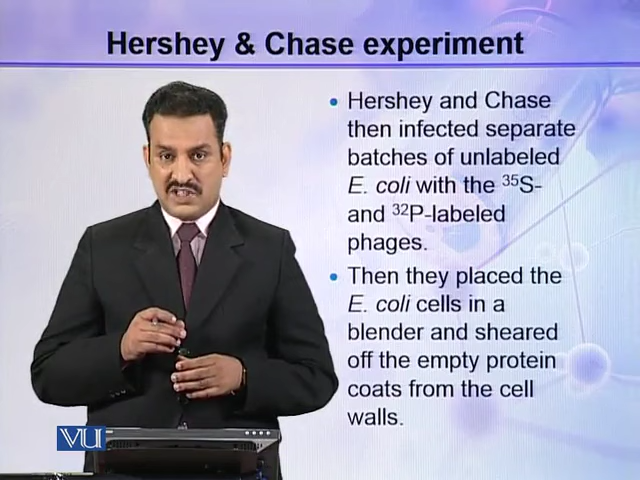 Hershey & Chase experiment
• Hershey and Chase
then infected separate
batches of unlabeled
E. coli with the ³⁵S-
and ³²P-labeled
phages.
• Then they placed the
E. coli cells in a
blender and sheared
off the empty protein
coats from the cell
walls.
VU